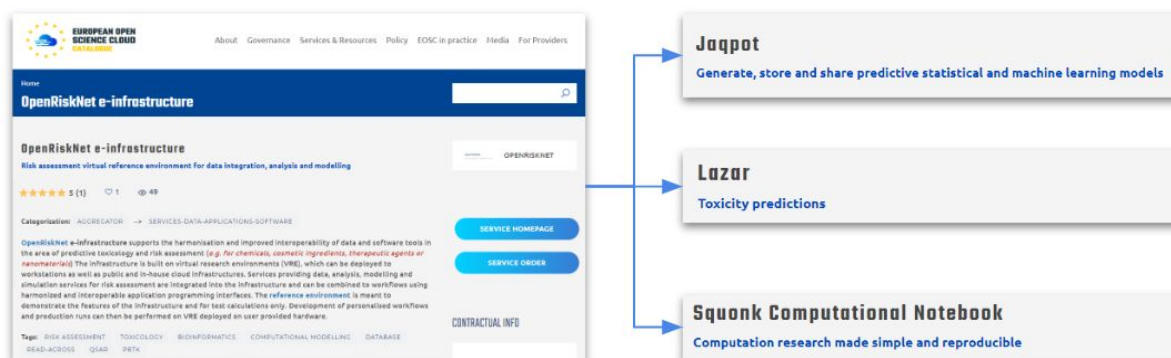 EUROPEAN OPEN
SCIENCE CLOUD
CATALOGUE
About Governance Services & Resources Policy EOSC in practice Media For Providers
Home
OpenRiskNet e-infrastructure
OpenRiskNet e-infrastructure
Risk assessment virtual reference environment for data integration, analysis and modelling
OPENRISKNET
5 (1) 1 49
Categorization: AGGREGATOR -> SERVICES-DATA-APPLICATIONS-SOFTWARE
OpenRiskNet e-infrastructure supports the harmonisation and improved interoperability of data and software tools in
the area of predictive toxicology and risk assessment (e.g. for chemicals, cosmetic ingredients, therapeutic agents or
nanomaterials) The infrastructure is built on virtual research environments (VRE), which can be deployed to
workstations as well as public and in-house cloud infrastructures. Services providing data, analysis, modelling and
simulation services for risk assessment are integrated into the infrastructure and can be combined to workflows using
harmonized and interoperable application programming interfaces. The reference environment is meant to
demonstrate the features of the infrastructure and for test calculations only. Development of personalised workflows
and production runs can then be performed on VRE deployed on user provided hardware.
Tags: RISK ASSESSMENT TOXICOLOGY BIOINFORMATICS COMPUTATIONAL MODELLING DATABASE
READ-ACROSS QSAR PBTK
SERVICE HOMEPAGE
SERVICE ORDER
CONTRACTUAL INFO
Jaqpot
Generate, store and share predictive statistical and machine learning models
Lazar
Toxicity predictions
Squonk Computational Notebook
Computation research made simple and reproducible